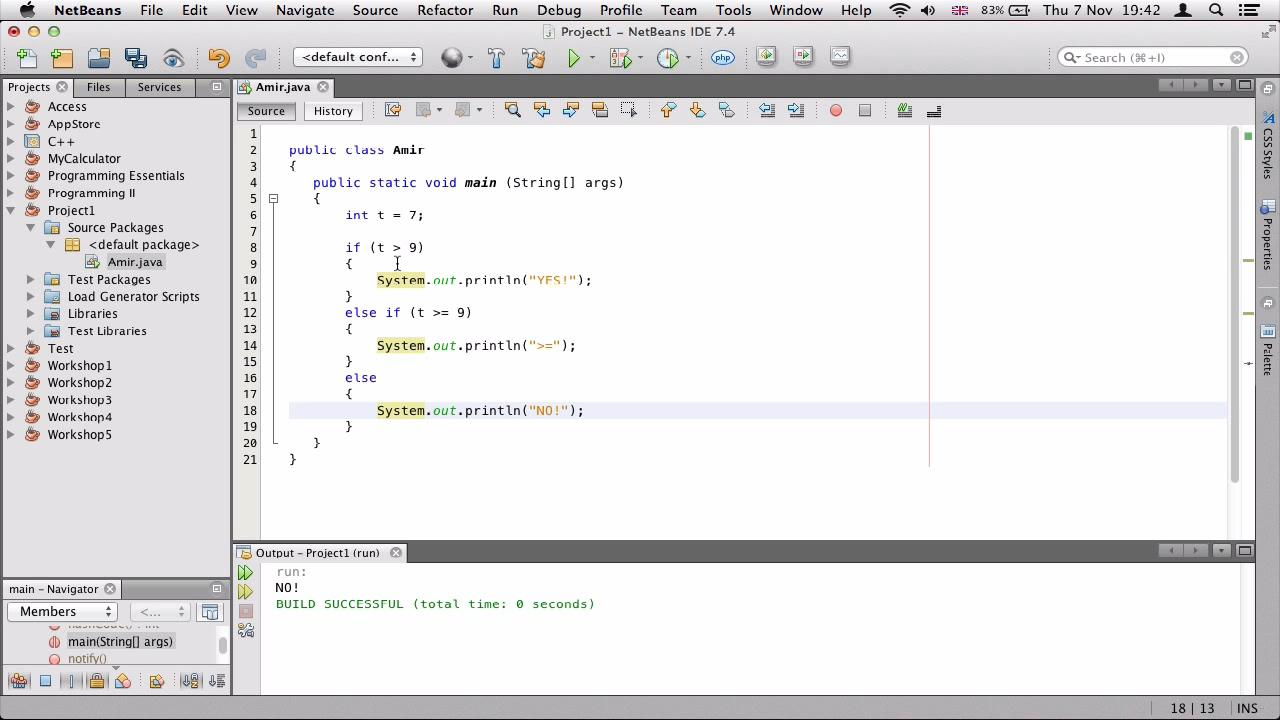 NetBeans File Edit View Navigate Source Refactor Run Debug Profile Team Tools Window Help 83% Thu 7 Nov 19:42
Project1 - NetBeans IDE 7.4
<default conf... php Search (⌘+I)
Projects Files Services
Access
AppStore
C++
MyCalculator
Programming Essentials
Programming II
Project1
Source Packages
<default package>
Amir.java
Test Packages
Load Generator Scripts
Libraries
Test Libraries
Test
Workshop1
Workshop2
Workshop3
Workshop4
Workshop5
main - Navigator
Members <...
hashCode() : int
main(String[] args)
notify()
Amir.java
Source History
1
2 public class Amir
3 {
4 public static void main (String[] args)
5 {
6 int t = 7;
7
8 if (t > 9)
9 {
10 System.out.println("YES!");
11 }
12 else if (t >= 9)
13 {
14 System.out.println(">=");
15 }
16 else
17 {
18 System.out.println("NO!");
19 }
20 }
21 }
Output - Project1 (run)
run:
NO!
BUILD SUCCESSFUL (total time: 0 seconds)
CSS Styles
Properties
Palette
18 | 13 INS